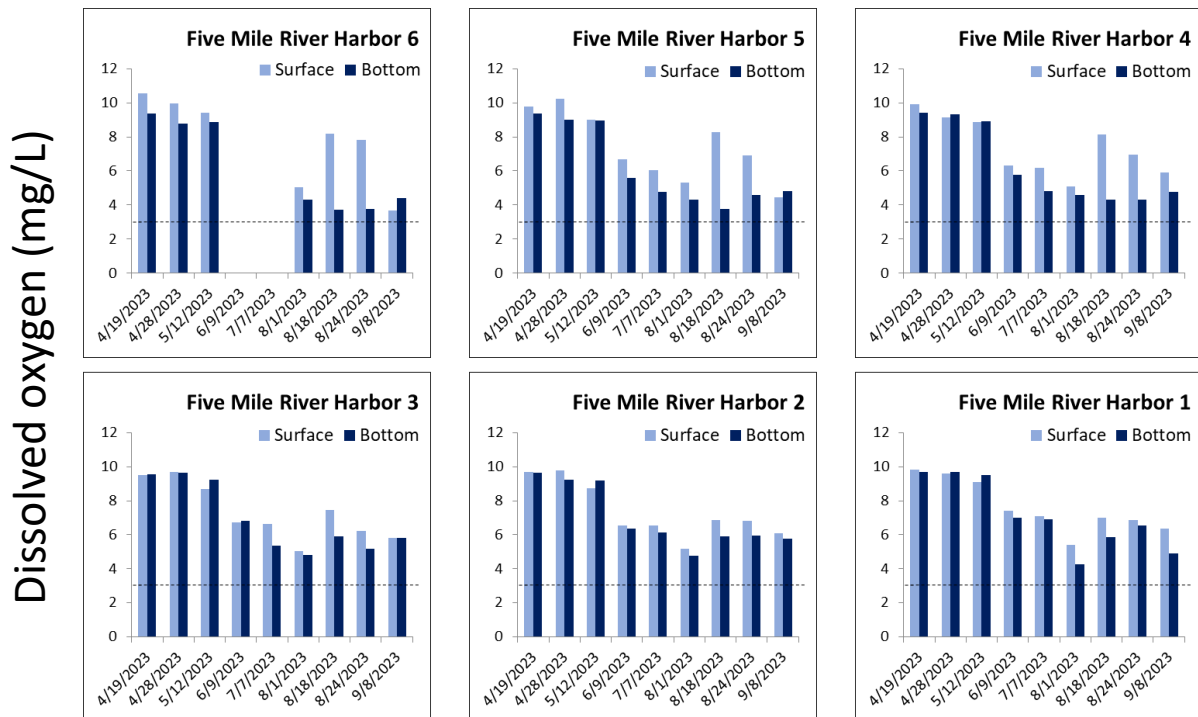 Dissolved oxygen (mg/L)
Five Mile River Harbor 6
Surface Bottom
12
10
8
6
4
2
0
4/19/2023 4/28/2023 5/12/2023 6/9/2023 7/7/2023 8/1/2023 8/18/2023 8/24/2023 9/8/2023
Five Mile River Harbor 5
Surface Bottom
12
10
8
6
4
2
0
4/19/2023 4/28/2023 5/12/2023 6/9/2023 7/7/2023 8/1/2023 8/18/2023 8/24/2023 9/8/2023
Five Mile River Harbor 4
Surface Bottom
12
10
8
6
4
2
0
4/19/2023 4/28/2023 5/12/2023 6/9/2023 7/7/2023 8/1/2023 8/18/2023 8/24/2023 9/8/2023
Five Mile River Harbor 3
Surface Bottom
12
10
8
6
4
2
0
4/19/2023 4/28/2023 5/12/2023 6/9/2023 7/7/2023 8/1/2023 8/18/2023 8/24/2023 9/8/2023
Five Mile River Harbor 2
Surface Bottom
12
10
8
6
4
2
0
4/19/2023 4/28/2023 5/12/2023 6/9/2023 7/7/2023 8/1/2023 8/18/2023 8/24/2023 9/8/2023
Five Mile River Harbor 1
Surface Bottom
12
10
8
6
4
2
0
4/19/2023 4/28/2023 5/12/2023 6/9/2023 7/7/2023 8/1/2023 8/18/2023 8/24/2023 9/8/2023